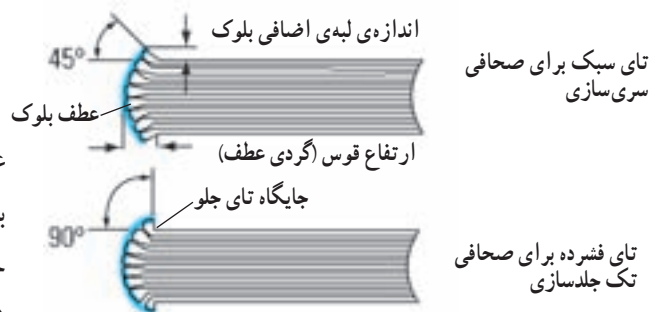 اندازه‌ی لبه‌ی اضافی بلوک
45°
تای سبک برای صحافی
سری‌سازی
عطف بلوک
ارتفاع قوس (گردی عطف)
جایگاه تای جلو
90°
تای فشرده برای صحافی
تک جلدسازی